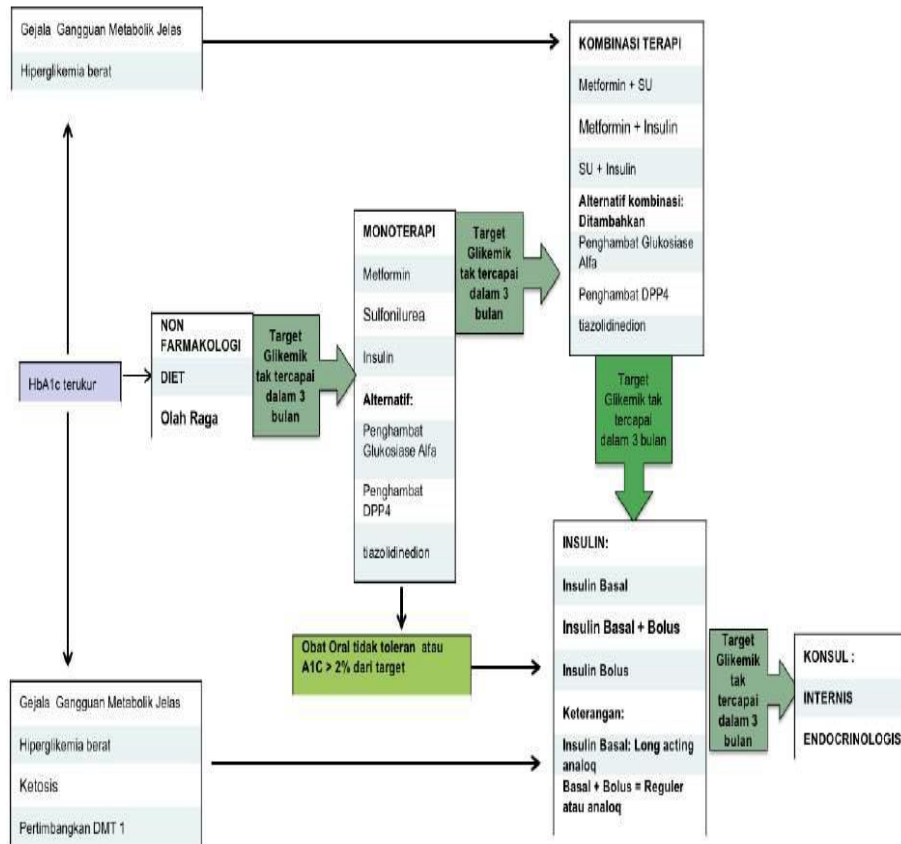 Gejala Gangguan Metabolik Jelas
Hiperglikemia berat
KOMBINASI TERAPI
Metformin + SU
Metformin + Insulin
SU + Insulin
Alternatif kombinasi:
Ditambahkan
Penghambat Glukosiase
Alfa
Penghambat DPP4
tiazolidinedion
MONOTERAPI
Metformin
Sulfonilurea
Insulin
Alternatif:
Penghambat
Glukosiase Alfa
Penghambat
DPP4
tiazolidinedion
Target
Glikemik
tak tercapai
dalam 3
bulan
HbA1c terukur
NON
FARMAKOLOGI
DIET
Olah Raga
Target
Glikemik
tak tercapai
dalam 3
bulan
Target
Glikemik tak
tercapai
dalam 3 bulan
Obat Oral tidak toleran atau
A1C > 2% dari target
INSULIN:
Insulin Basal
Insulin Basal + Bolus
Insulin Bolus
Keterangan:
Insulin Basal: Long acting
analoq
Basal + Bolus = Reguler
atau analoq
Target
Glikemik
tak
tercapai
dalam 3
bulan
KONSUL :
INTERNIS
ENDOCRINOLOGIS
Gejala Gangguan Metabolik Jelas
Hiperglikemia berat
Ketosis
Pertimbangkan DMT 1